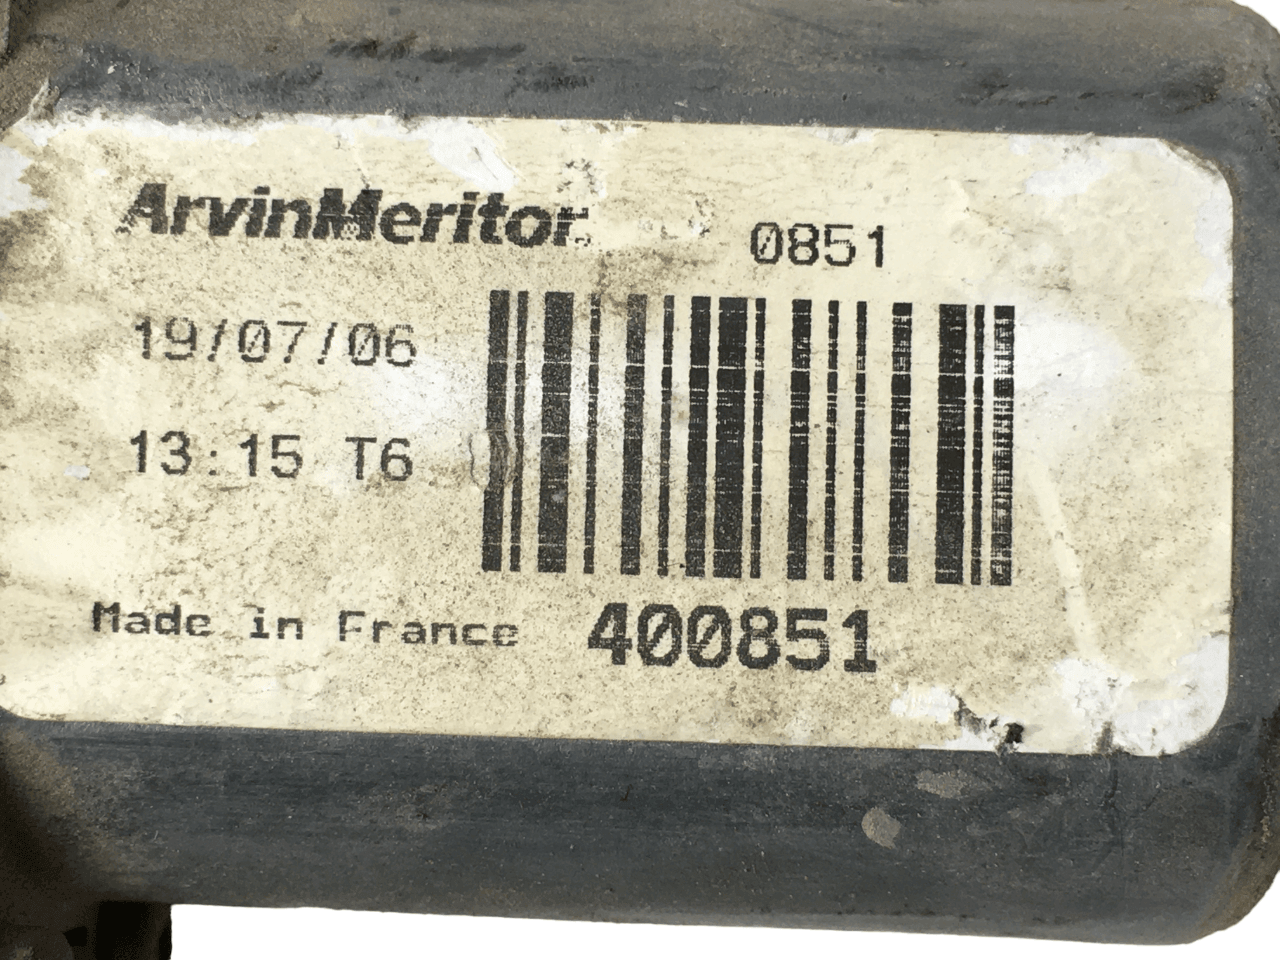 ArvinMeritor
0851
19/07/06
13:15 T6
Made in France
400851